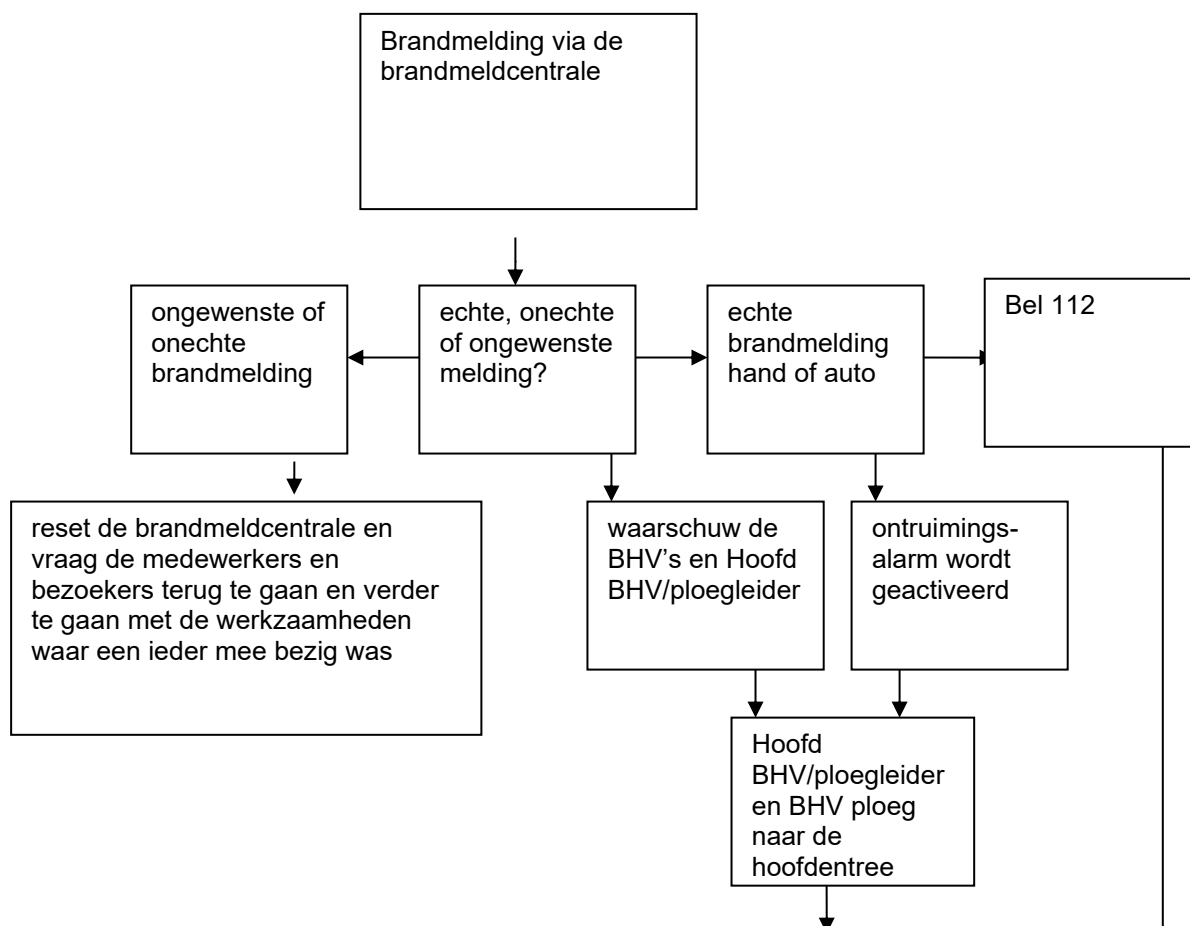 Brandmelding via de
brandmeldcentrale
ongewenste of
onechte
brandmelding
echte, onechte
of ongewenste
melding?
echte
brandmelding
hand of auto
Bel 112
reset de brandmeldcentrale en
vraag de medewerkers en
bezoekers terug te gaan en verder
te gaan met de werkzaamheden
waar een ieder mee bezig was
waarschuw de
BHV’s en Hoofd
BHV/ploegleider
ontruimings-
alarm wordt
geactiveerd
Hoofd
BHV/ploegleider
en BHV ploeg
naar de
hoofdentree